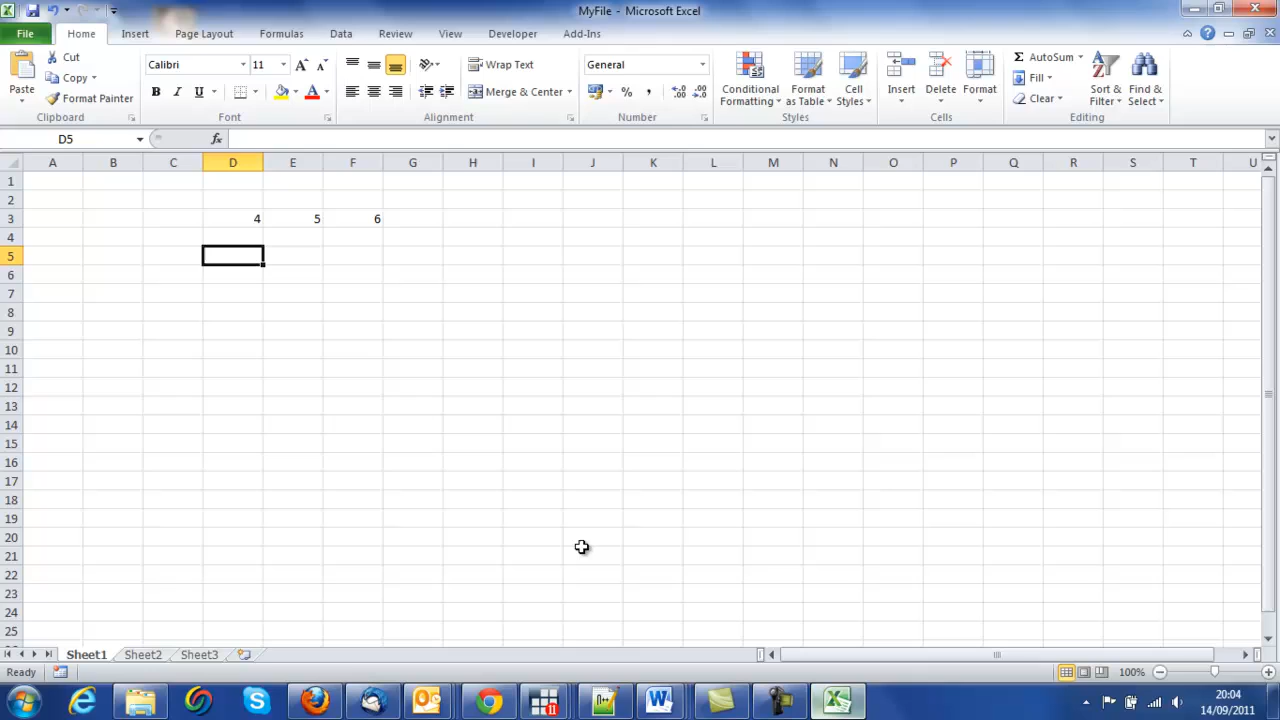 MyFile - Microsoft Excel
File Home Insert Page Layout Formulas Data Review View Developer Add-Ins
Paste
Cut
Copy
Format Painter
Clipboard
Calibri 11
B I U
Font
Wrap Text
Merge & Center
Alignment
General
%
Number
Conditional Formatting
Format as Table
Cell Styles
Styles
Insert Delete Format
Cells
Σ AutoSum
Fill
Clear
Sort & Filter
Find & Select
Editing
D5 fx
A B C D E F G H I J K L M N O P Q R S T U
1
2
3 4 5 6
4
5
6
7
8
9
10
11
12
13
14
15
16
17
18
19
20
21
22
23
24
25
Sheet1 Sheet2 Sheet3
Ready 100%
20:04
14/09/2011